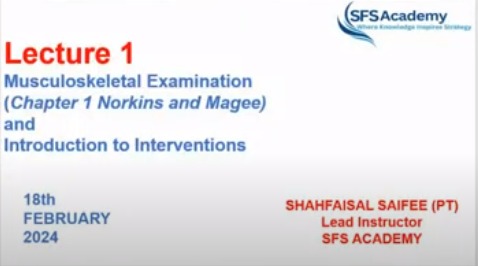 SFS Academy
Where Knowledge Inspires Strategy
Lecture 1
Musculoskeletal Examination
(Chapter 1 Norkins and Magee)
and
Introduction to Interventions
18th
FEBRUARY
2024
SHAHFAISAL SAIFEE (PT)
Lead Instructor
SFS ACADEMY